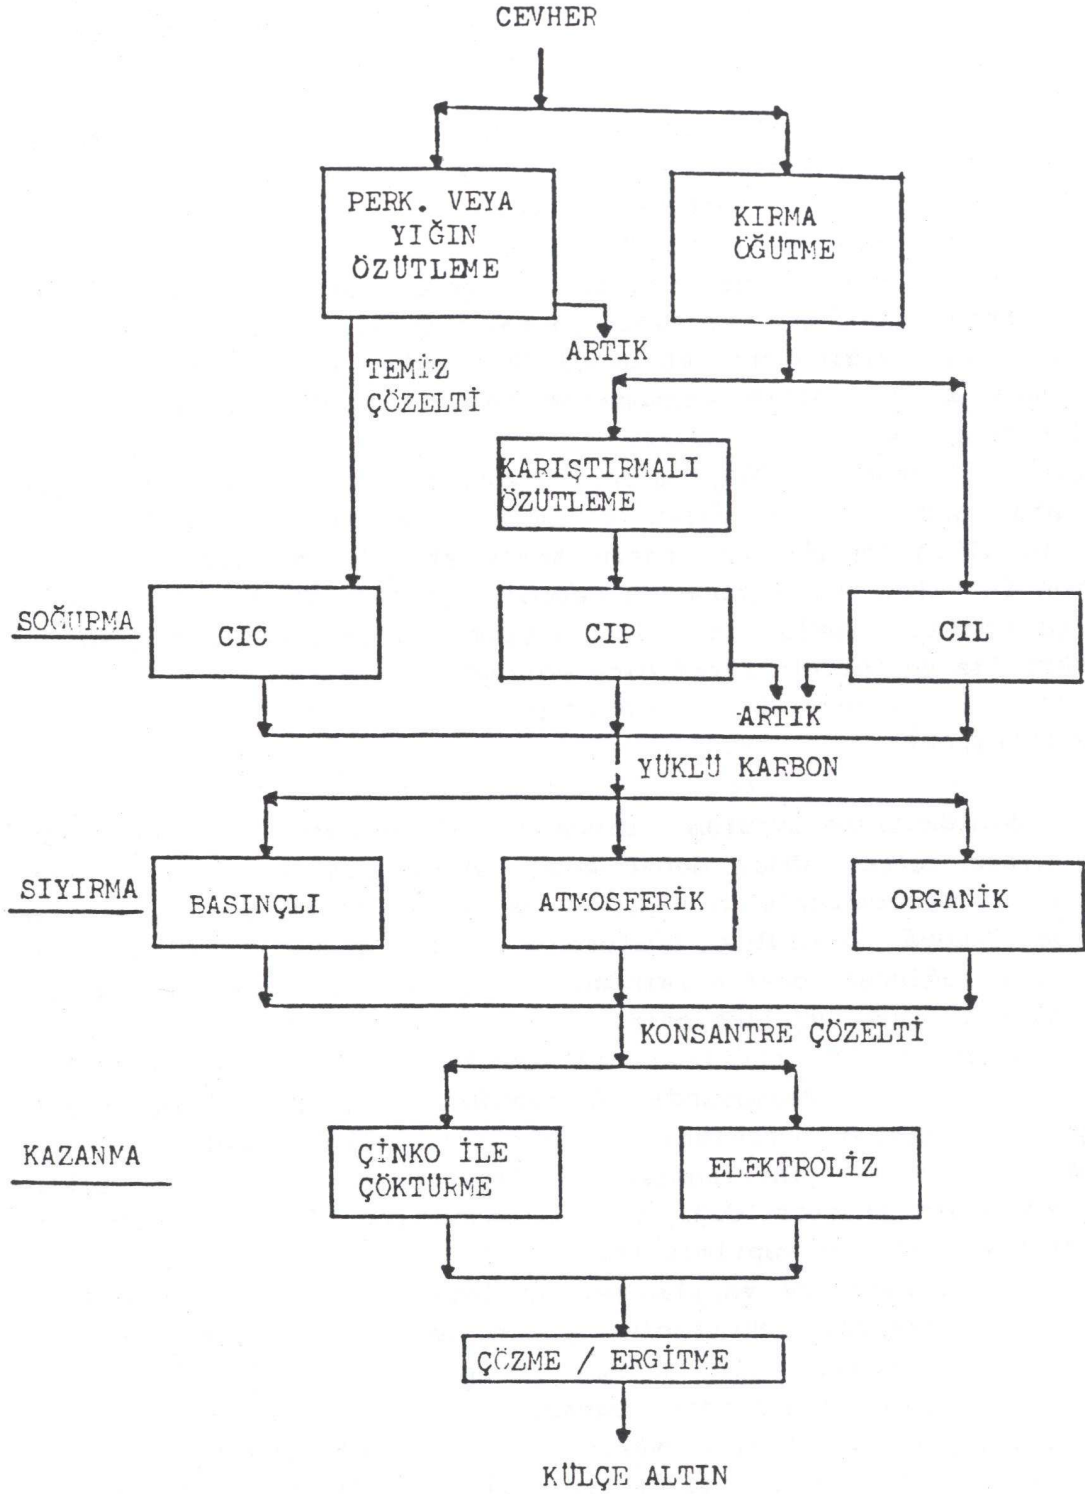 CEVHER
PERK. VEYA
YIĞIN
ÖZÜTLEME
KIRMA
ÖĞÜTME
ARTIK
TEMİZ
ÇÖZELTİ
KARIŞTIRMALI
ÖZÜTLEME
SOĞURMA
CIC
CIP
CIL
ARTIK
YÜKLÜ KARBON
SIYIRMA
BASINÇLI
ATMOSFERİK
ORGANİK
KONSANTRE ÇÖZELTİ
KAZANMA
ÇİNKO İLE
ÇÖKTÜRME
ELEKTROLİZ
ÇÖZME / ERGİTME
KÜLÇE ALTIN